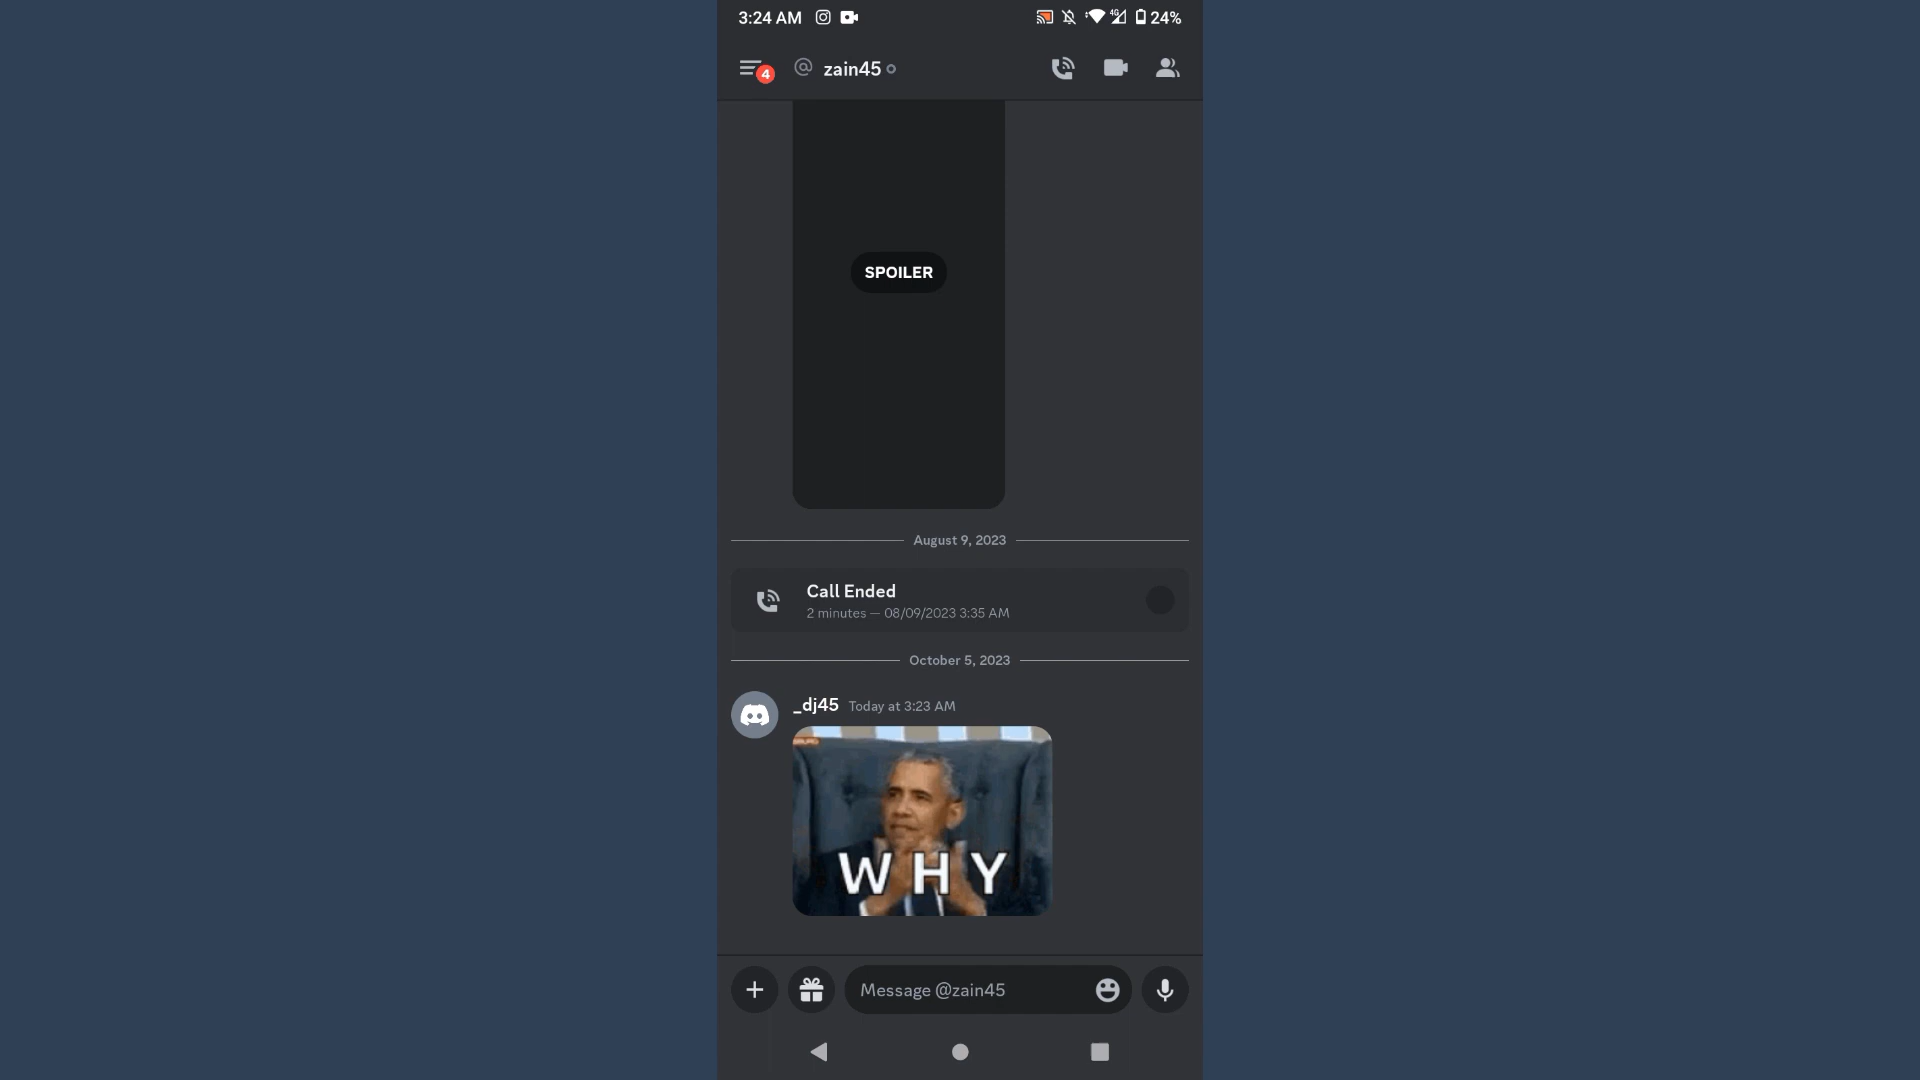 3:24 AM
4G
24%
4
zain45
SPOILER
August 9, 2023
Call Ended
2 minutes — 08/09/2023 3:35 AM
October 5, 2023
_dj45 Today at 3:23 AM
W H Y
Message @zain45